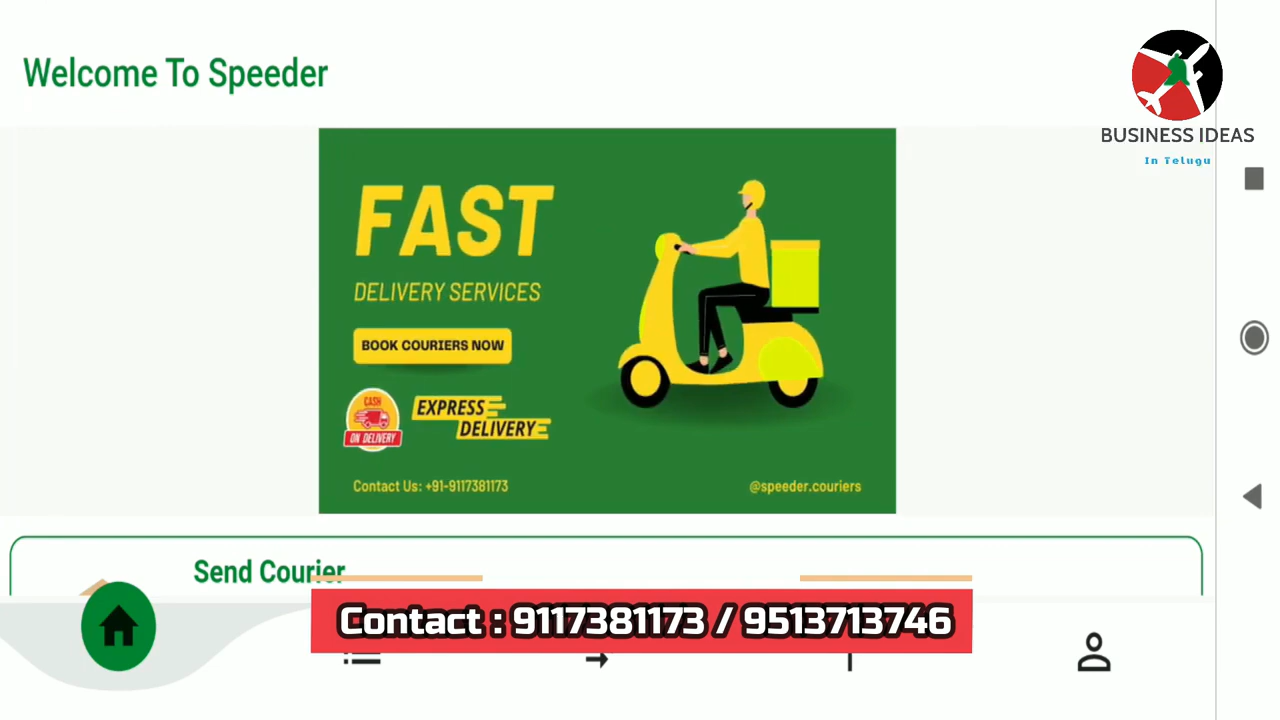 Welcome To Speeder
BUSINESS IDEAS
In Telugu
FAST
DELIVERY SERVICES
BOOK COURIERS NOW
CASH
ON DELIVERY
EXPRESS
DELIVERY
Contact Us: +91-9117381173
@speeder.couriers
Send Courier
Contact : 9117381173 / 9513713746